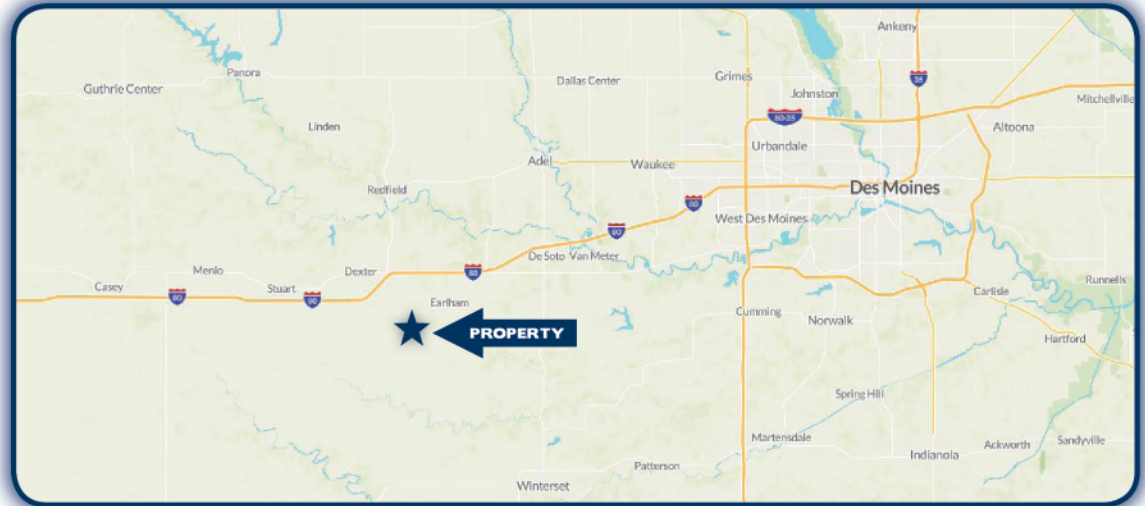 Ankeny
Panora
Guthrie Center
Dallas Center
Grimes
35
Johnston
Mitchellville
80-35
Linden
Altoona
Urbandale
Adel
Waukee
Redfield
Des Moines
80
West Des Moines
80
De Soto
Van Meter
Menlo
Dexter
80
Casey
80
Stuart
80
Runnells
Carlisle
Earlham
Cumming
Norwalk
PROPERTY
Hartford
Spring Hill
Martensdale
Ackworth
Sandyville
Indianola
Patterson
Winterset